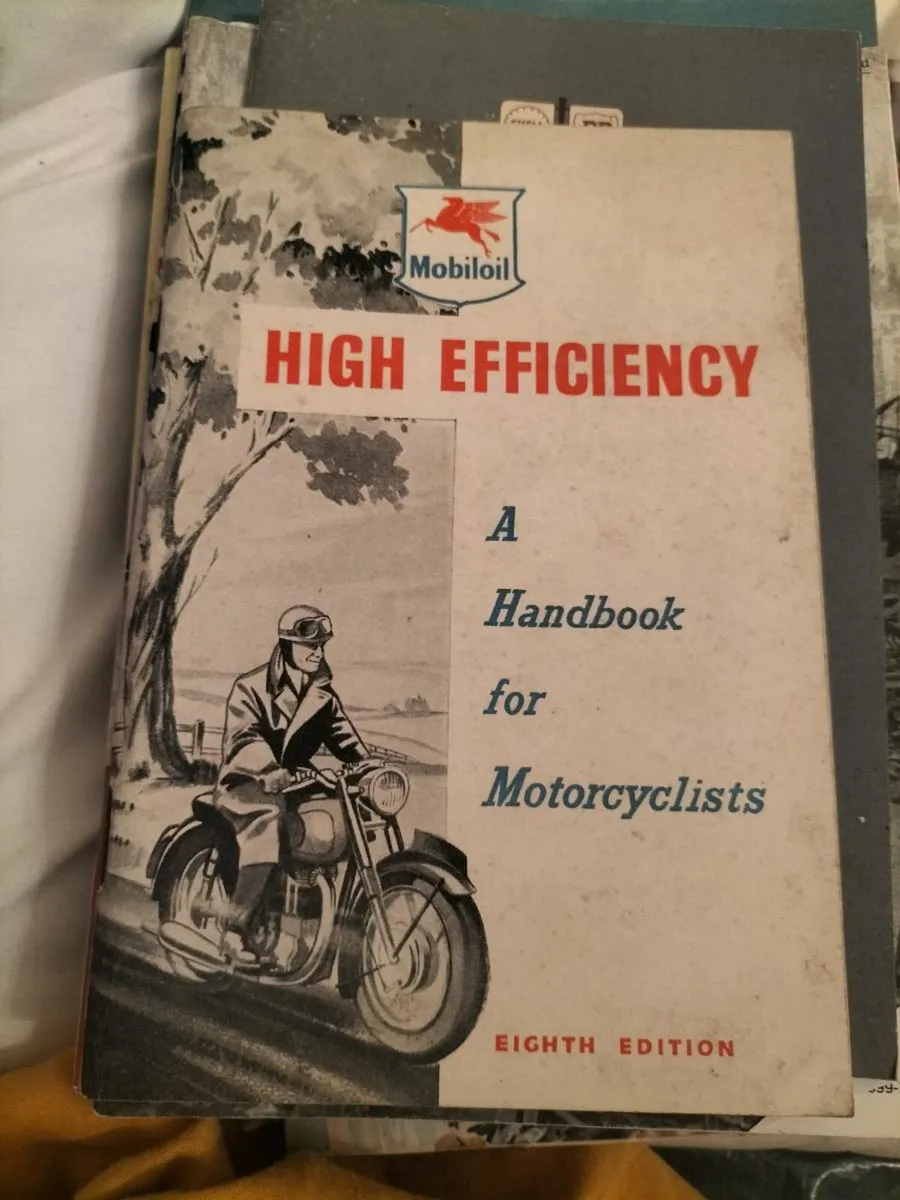 Mobiloil
HIGH EFFICIENCY
A
Handbook
for
Motorcyclists
EIGHTH EDITION